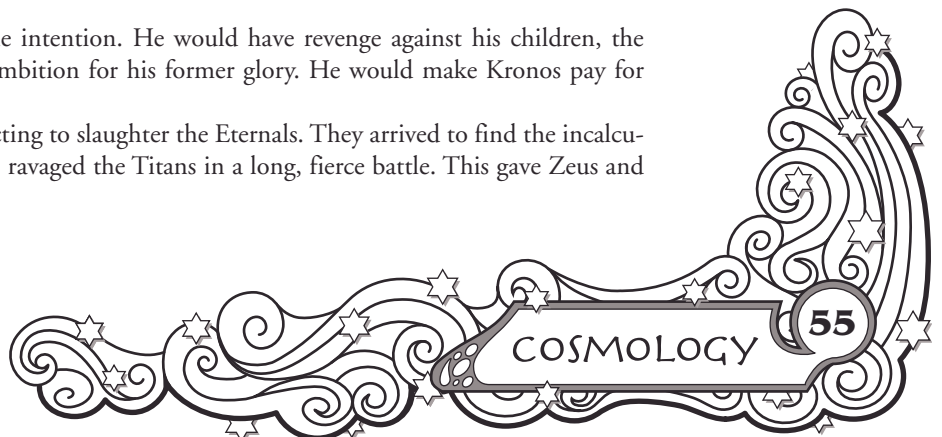 e intention. He would have revenge against his children, the
mbition for his former glory. He would make Kronos pay for
cting to slaughter the Eternals. They arrived to find the incalcu-
ravaged the Titans in a long, fierce battle. This gave Zeus and
COSMOLOGY
55